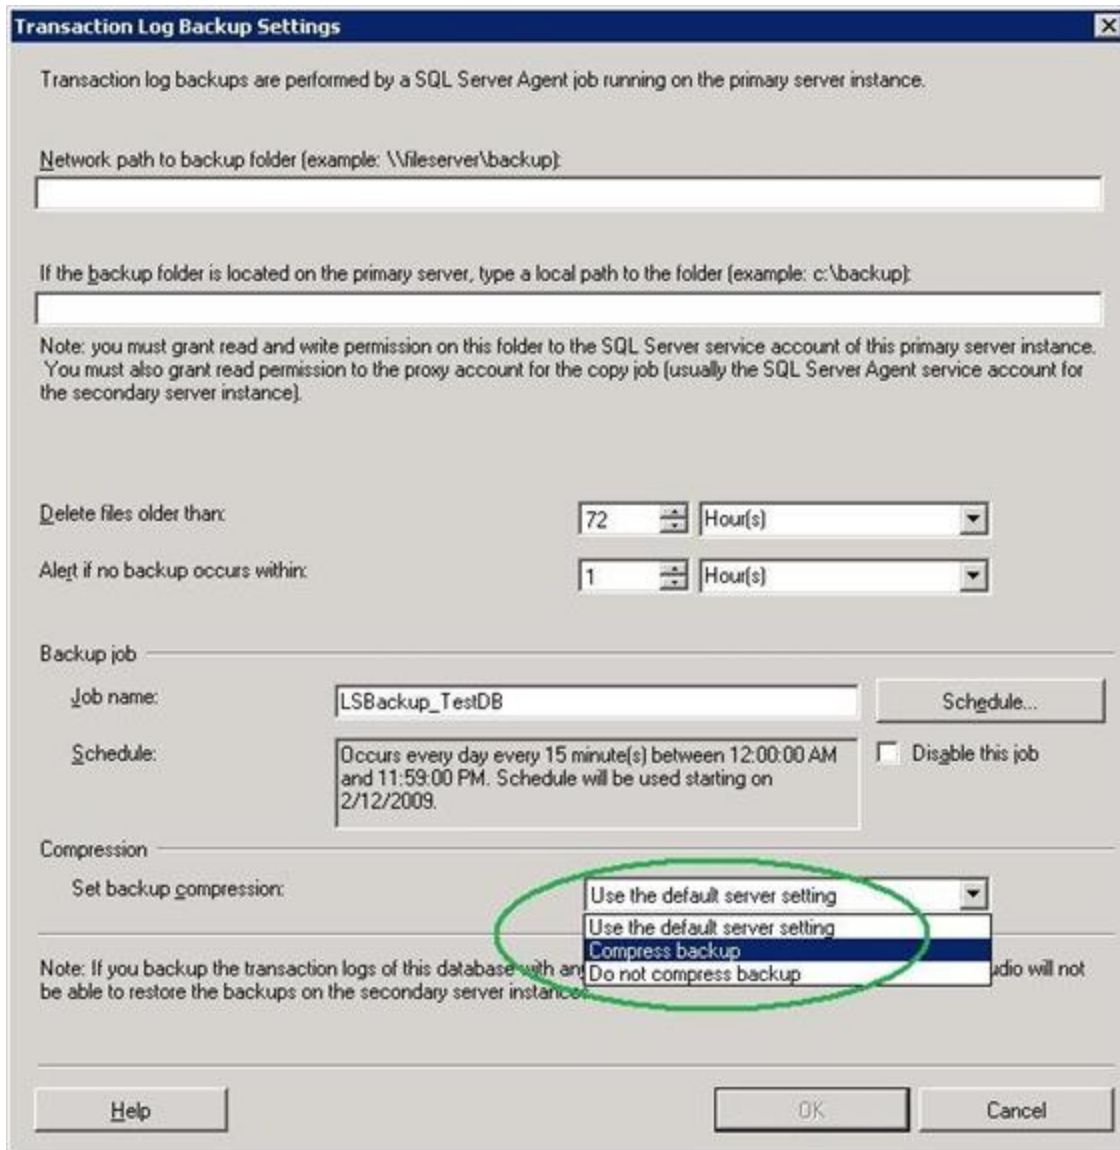 Transaction Log Backup Settings
Transaction log backups are performed by a SQL Server Agent job running on the primary server instance.
Network path to backup folder (example: \\fileserver\backup):
If the backup folder is located on the primary server, type a local path to the folder (example: c:\backup):
Note: you must grant read and write permission on this folder to the SQL Server service account of this primary server instance.
You must also grant read permission to the proxy account for the copy job (usually the SQL Server Agent service account for
the secondary server instance).
Delete files older than:
72
Hour(s)
Alert if no backup occurs within:
1
Hour(s)
Backup job
Job name:
LSBackup_TestDB
Schedule...
Schedule:
Occurs every day every 15 minute(s) between 12:00:00 AM
and 11:59:00 PM. Schedule will be used starting on
2/12/2009.
Disable this job
Compression
Set backup compression:
Use the default server setting
Use the default server setting
Compress backup
Do not compress backup
Note: If you backup the transaction logs of this database with udio will not
be able to restore the backups on the secondary server
Help
OK
Cancel